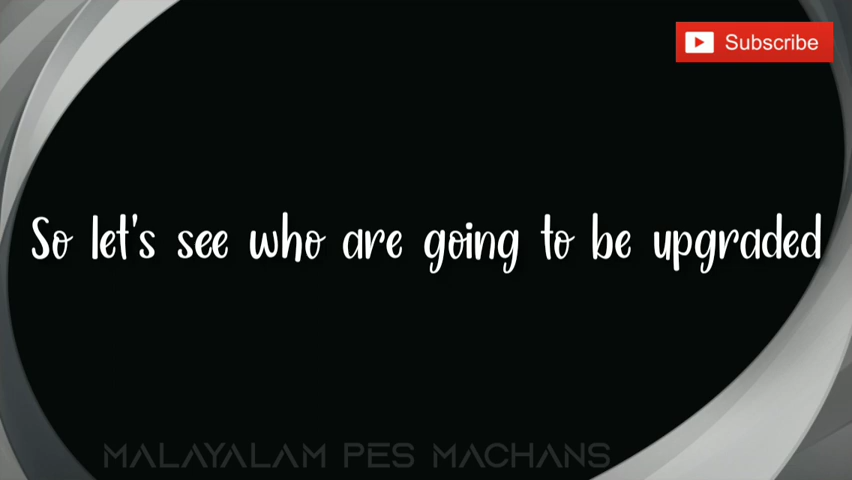 Subscribe
So let's see who are going to be upgraded
MALAYALAM PES MACHANS